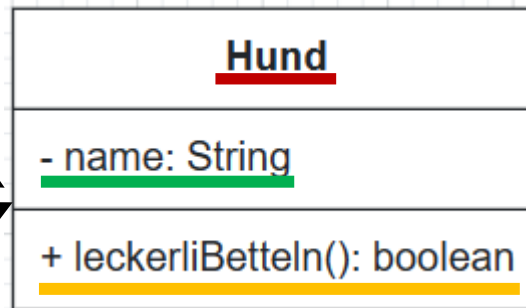 Hund
- name: String
+ leckerliBetteln(): boolean